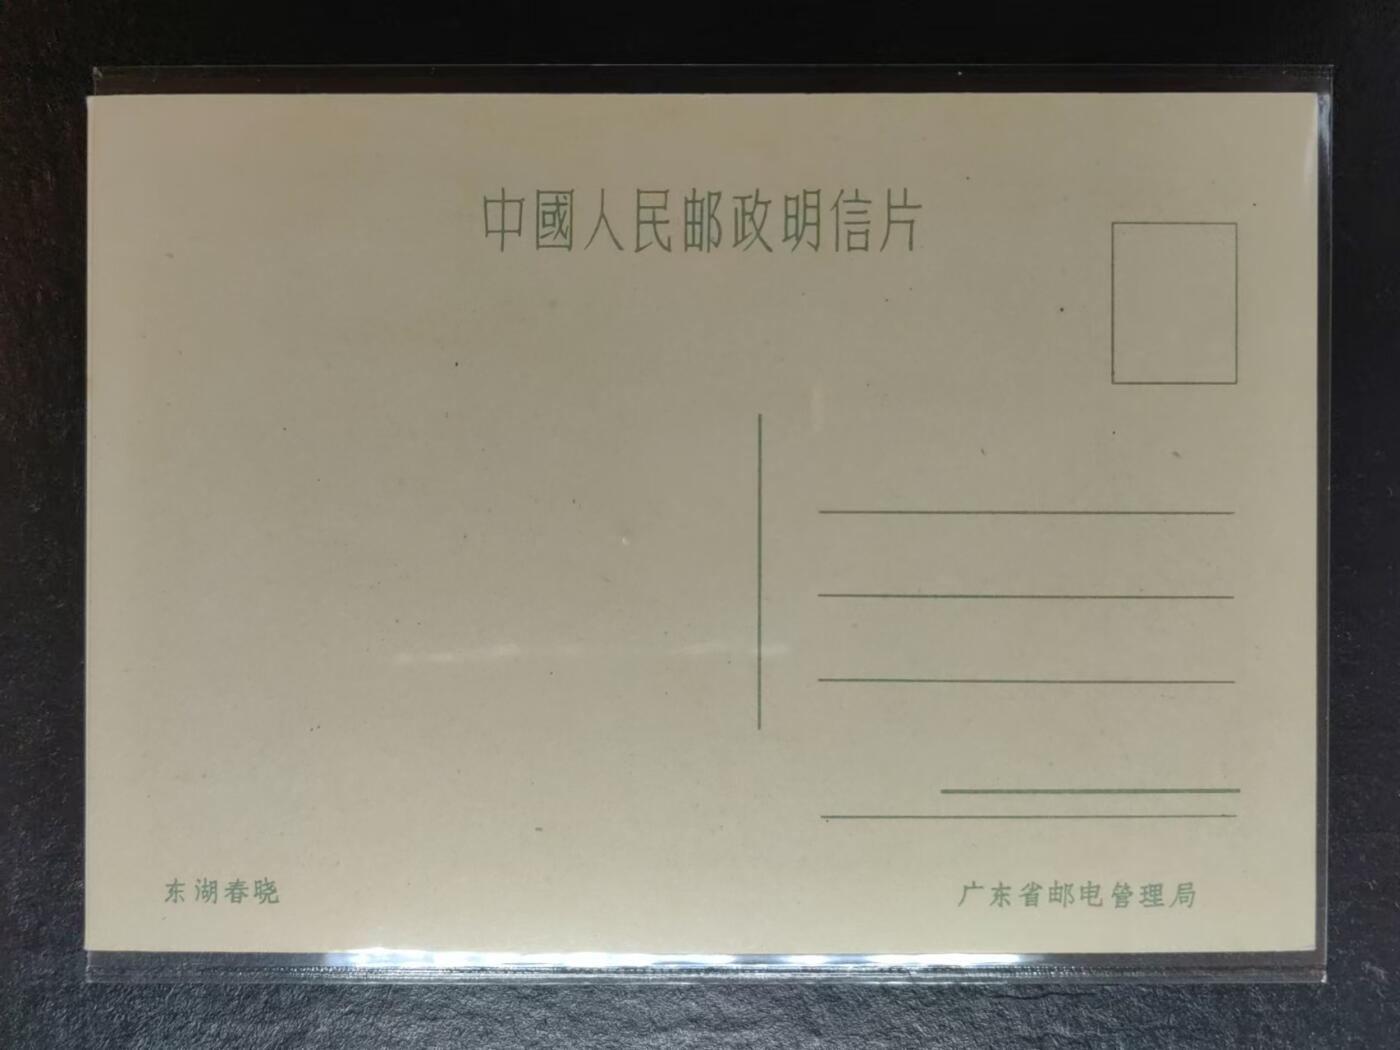 中國人民邮政明信片
东湖春晓
广东省邮电管理局